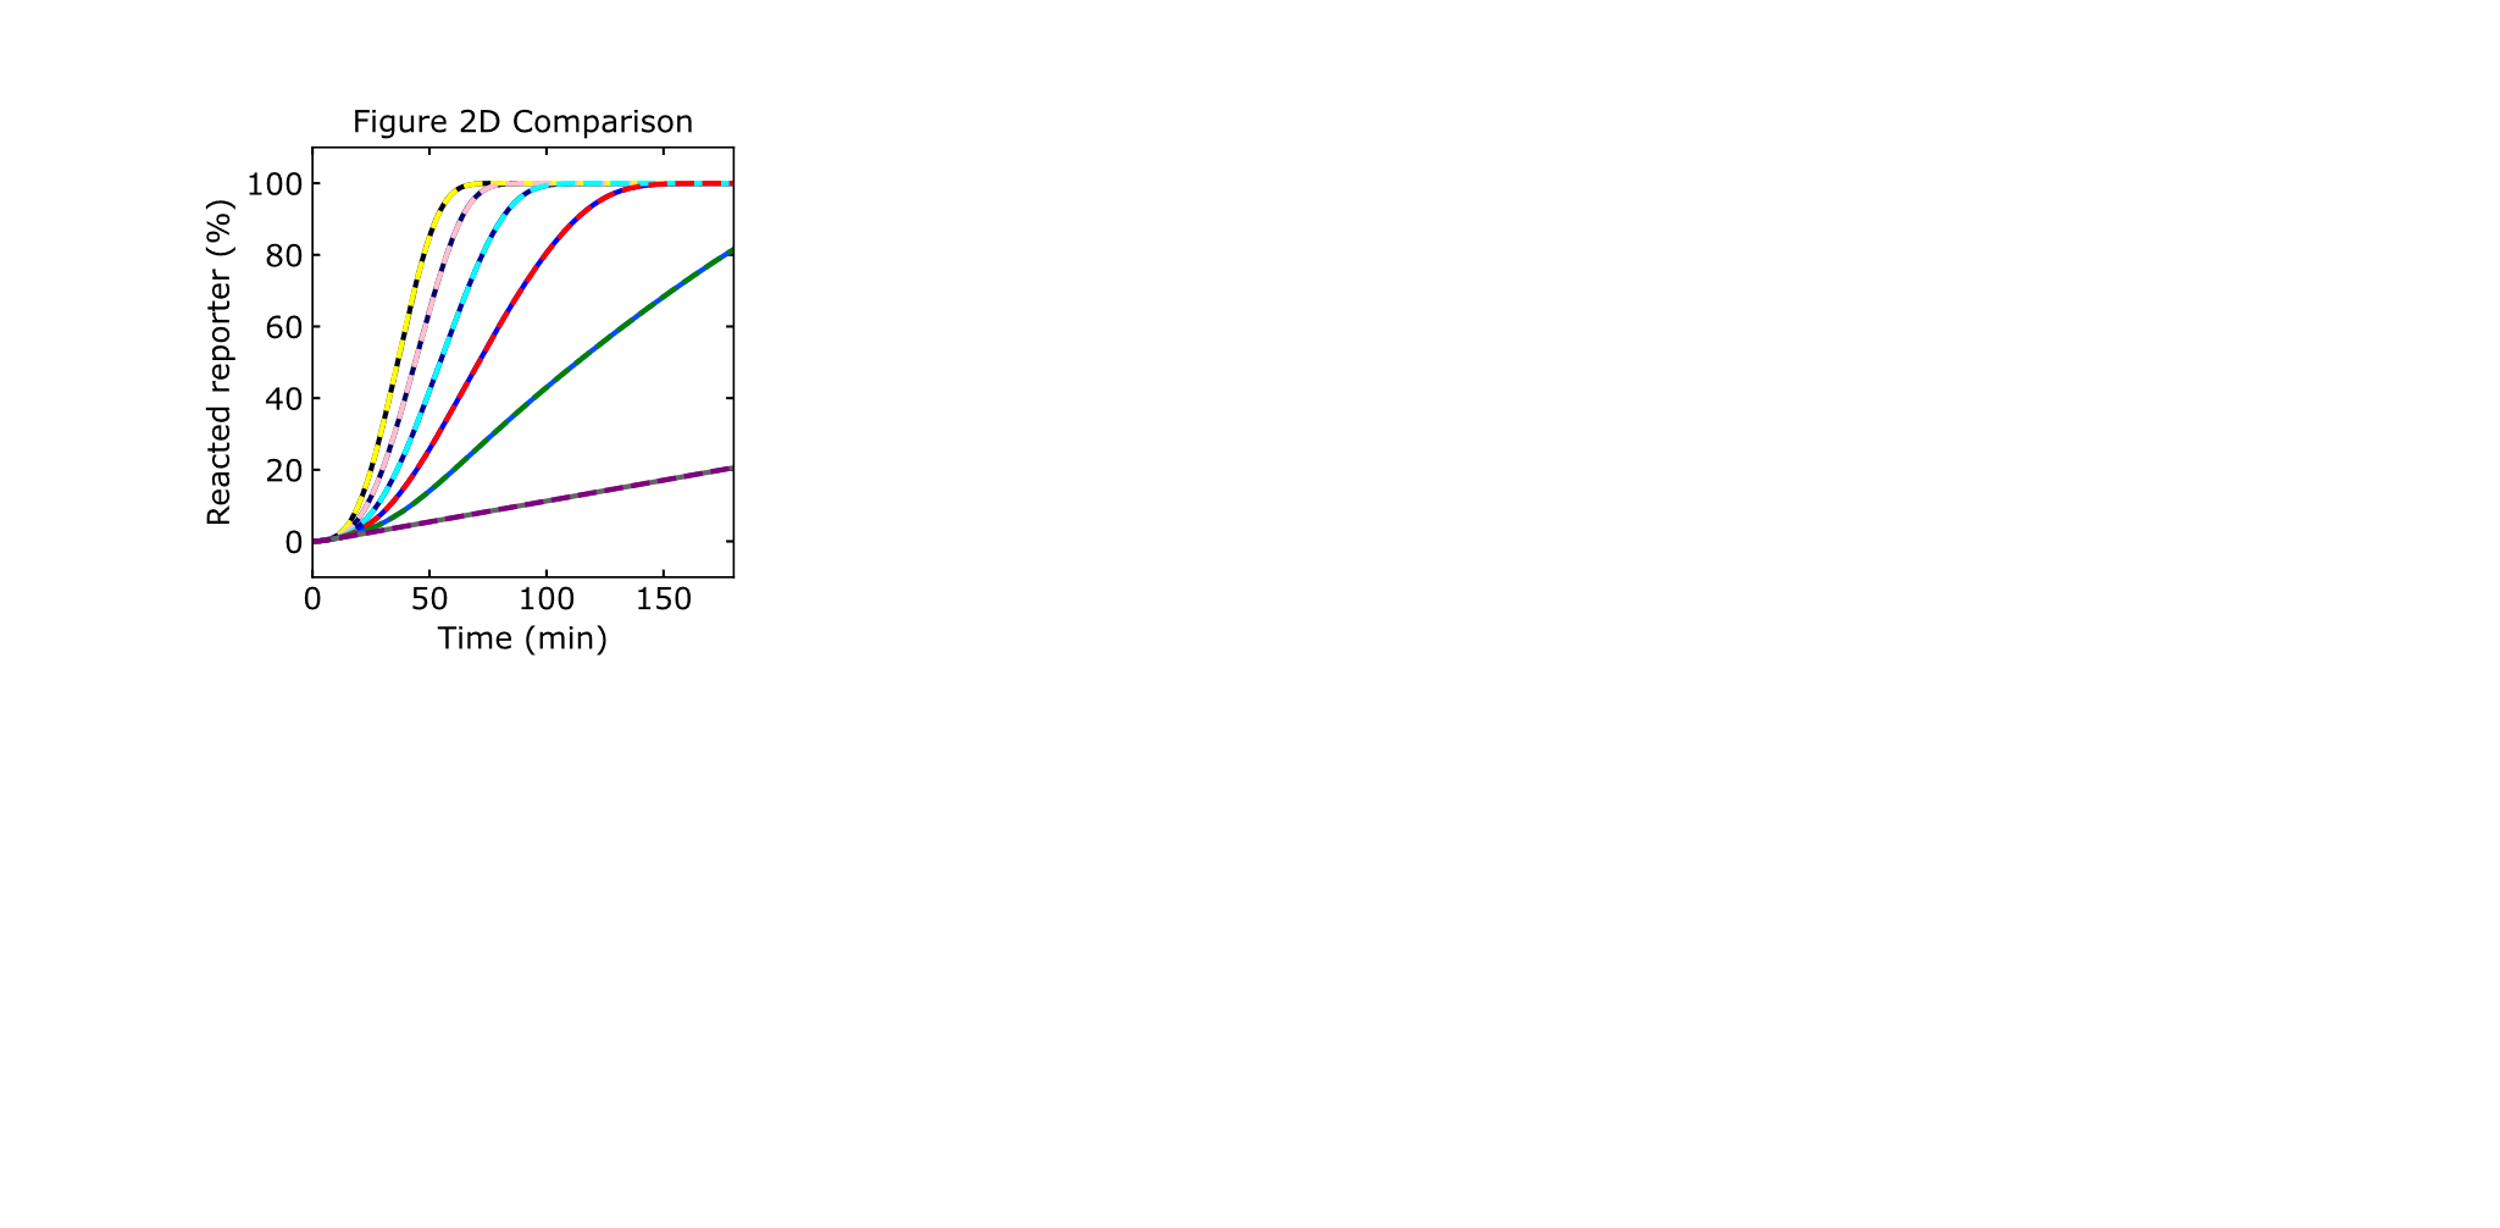 Figure 2D Comparison
Reacted reporter (%)
100
80
60
40
20
0
0 50 100 150
Time (min)